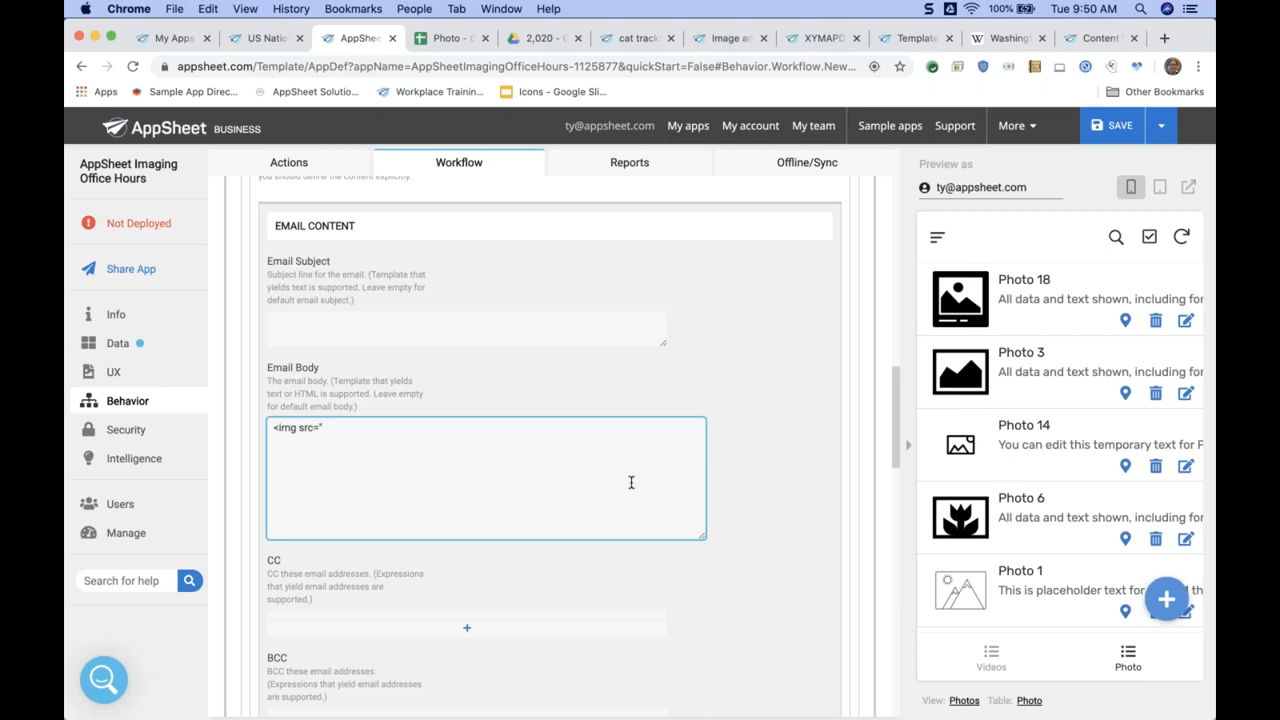 Chrome File Edit View History Bookmarks People Tab Window Help
100% Tue 9:50 AM
My Apps US Natio AppShee Photo - G 2,020 - G cat track Image an XYMAPD Template Washing Content
appsheet.com/Template/AppDef?appName=AppSheetImagingOfficeHours-1125877&quickStart=False#Behavior.Workflow.New...
Apps Sample App Direc... AppSheet Solutio... Workplace Trainin... Icons - Google Sli... Other Bookmarks
AppSheet BUSINESS ty@appsheet.com My apps My account My team Sample apps Support More SAVE
AppSheet Imaging
Office Hours
Not Deployed
Share App
Info
Data
UX
Behavior
Security
Intelligence
Users
Manage
Search for help
Actions Workflow Reports Offline/Sync
you should define the content explicitly.
EMAIL CONTENT
Email Subject
Subject line for the email. (Template that
yields text is supported. Leave empty for
default email subject.)
Email Body
The email body. (Template that yields
text or HTML is supported. Leave empty
for default email body.)
<img src="
CC
CC these email addresses. (Expressions
that yield email addresses are
supported.)
+
BCC
BCC these email addresses.
(Expressions that yield email addresses
are supported.)
Preview as
ty@appsheet.com
Photo 18
All data and text shown, including for
Photo 3
All data and text shown, including for
Photo 14
You can edit this temporary text for P
Photo 6
All data and text shown, including for
Photo 1
This is placeholder text for
Videos Photo
View: Photos Table: Photo